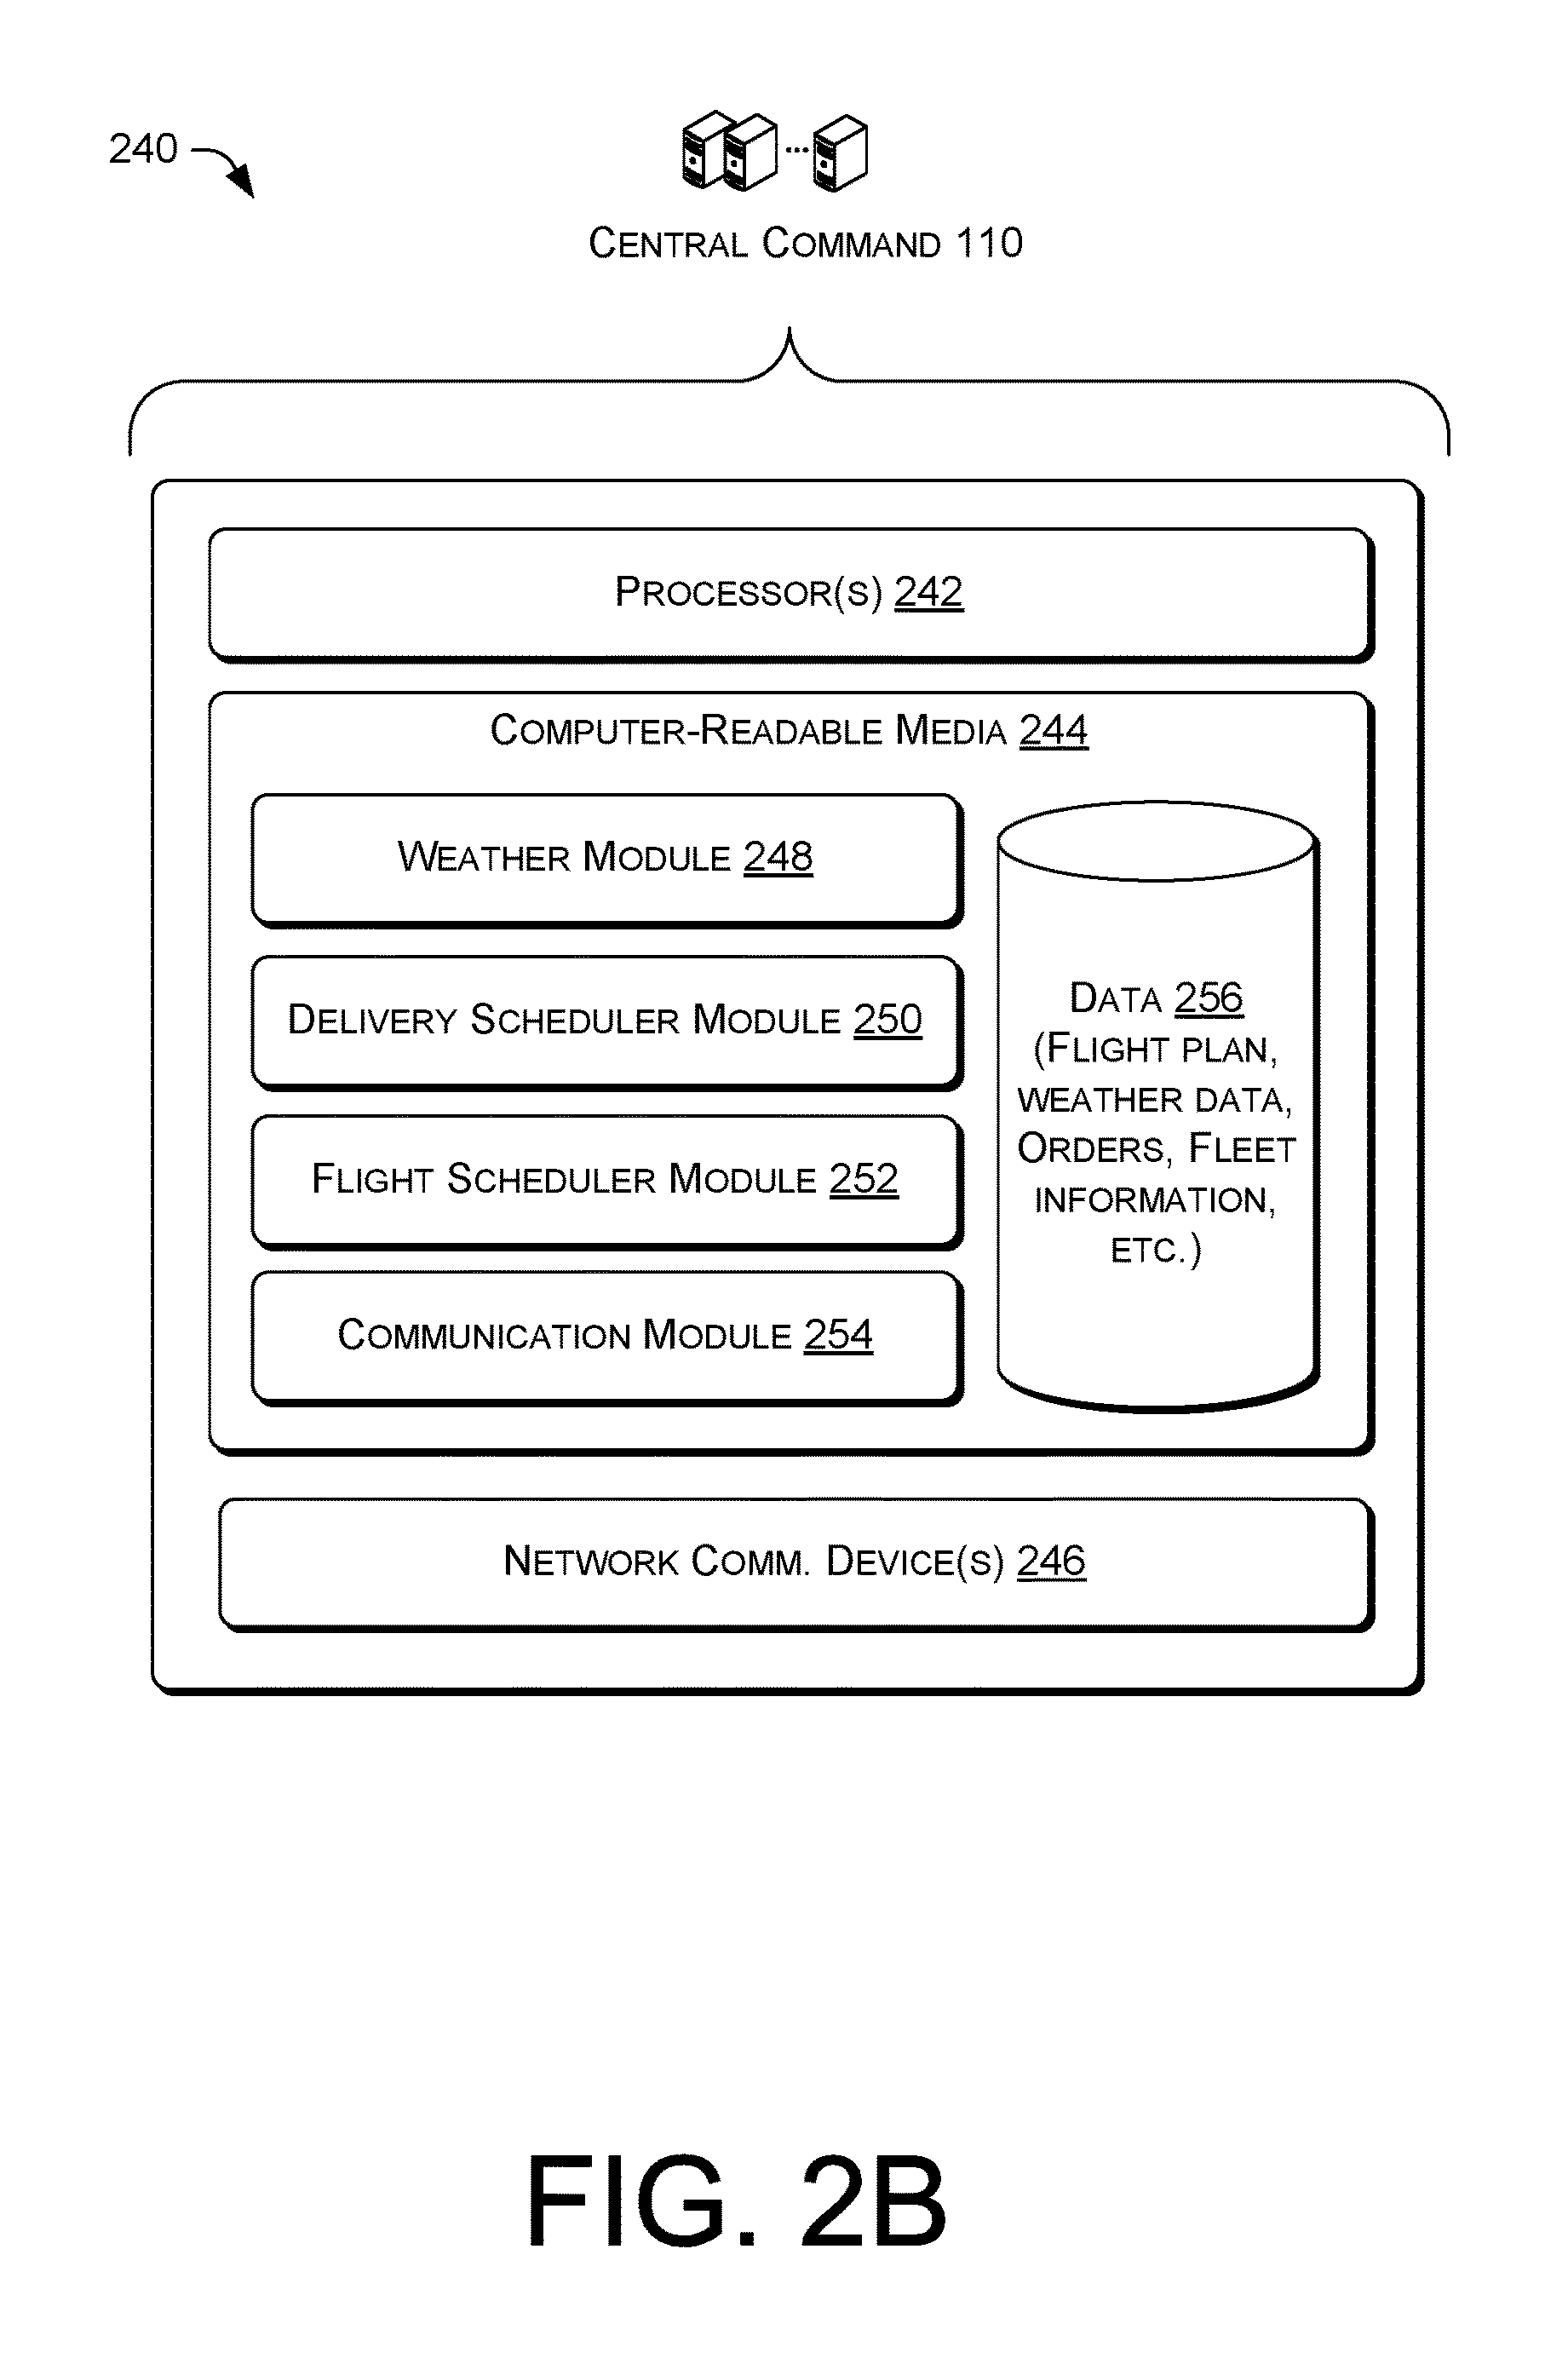 240
Central Command 110
Processor(s) 242
Computer-Readable Media 244
Weather Module 248
Delivery Scheduler Module 250
Flight Scheduler Module 252
Communication Module 254
Data 256
(Flight plan,
weather data,
Orders, Fleet
information,
etc.)
Network Comm. Device(s) 246
FIG. 2B